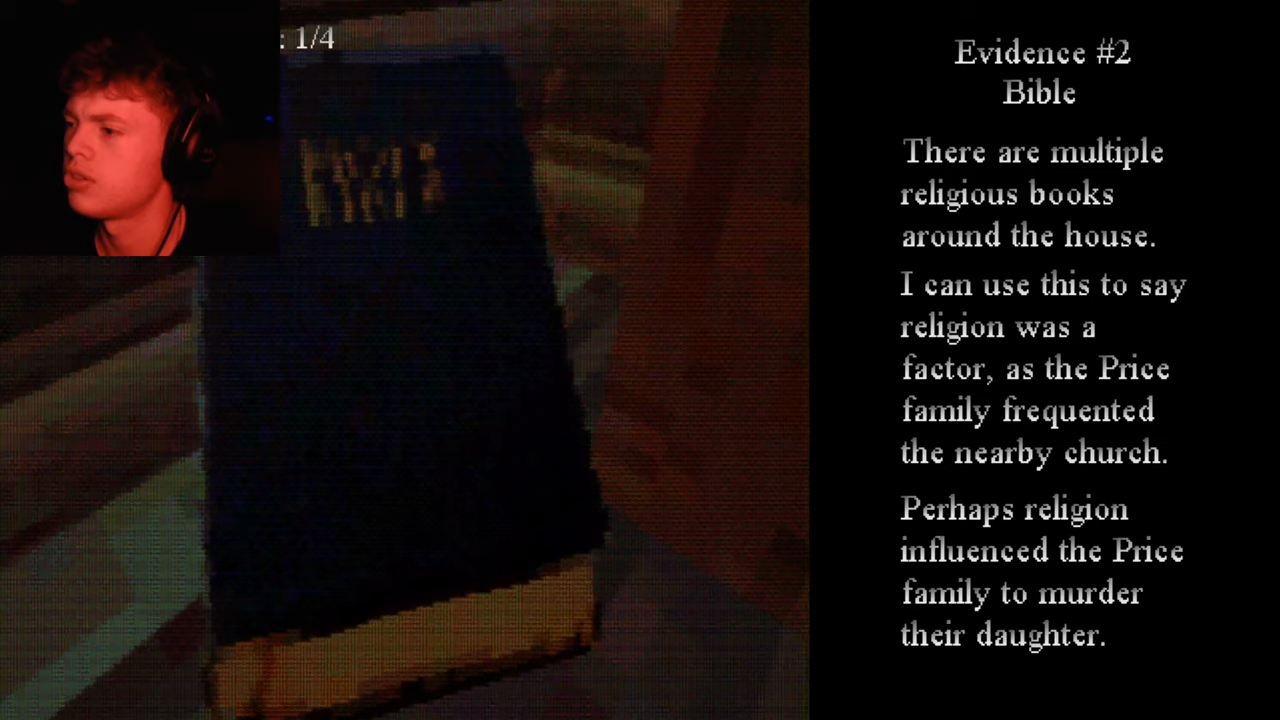 : 1/4
Evidence #2
Bible
There are multiple
religious books
around the house.
I can use this to say
religion was a
factor, as the Price
family frequented
the nearby church.
Perhaps religion
influenced the Price
family to murder
their daughter.